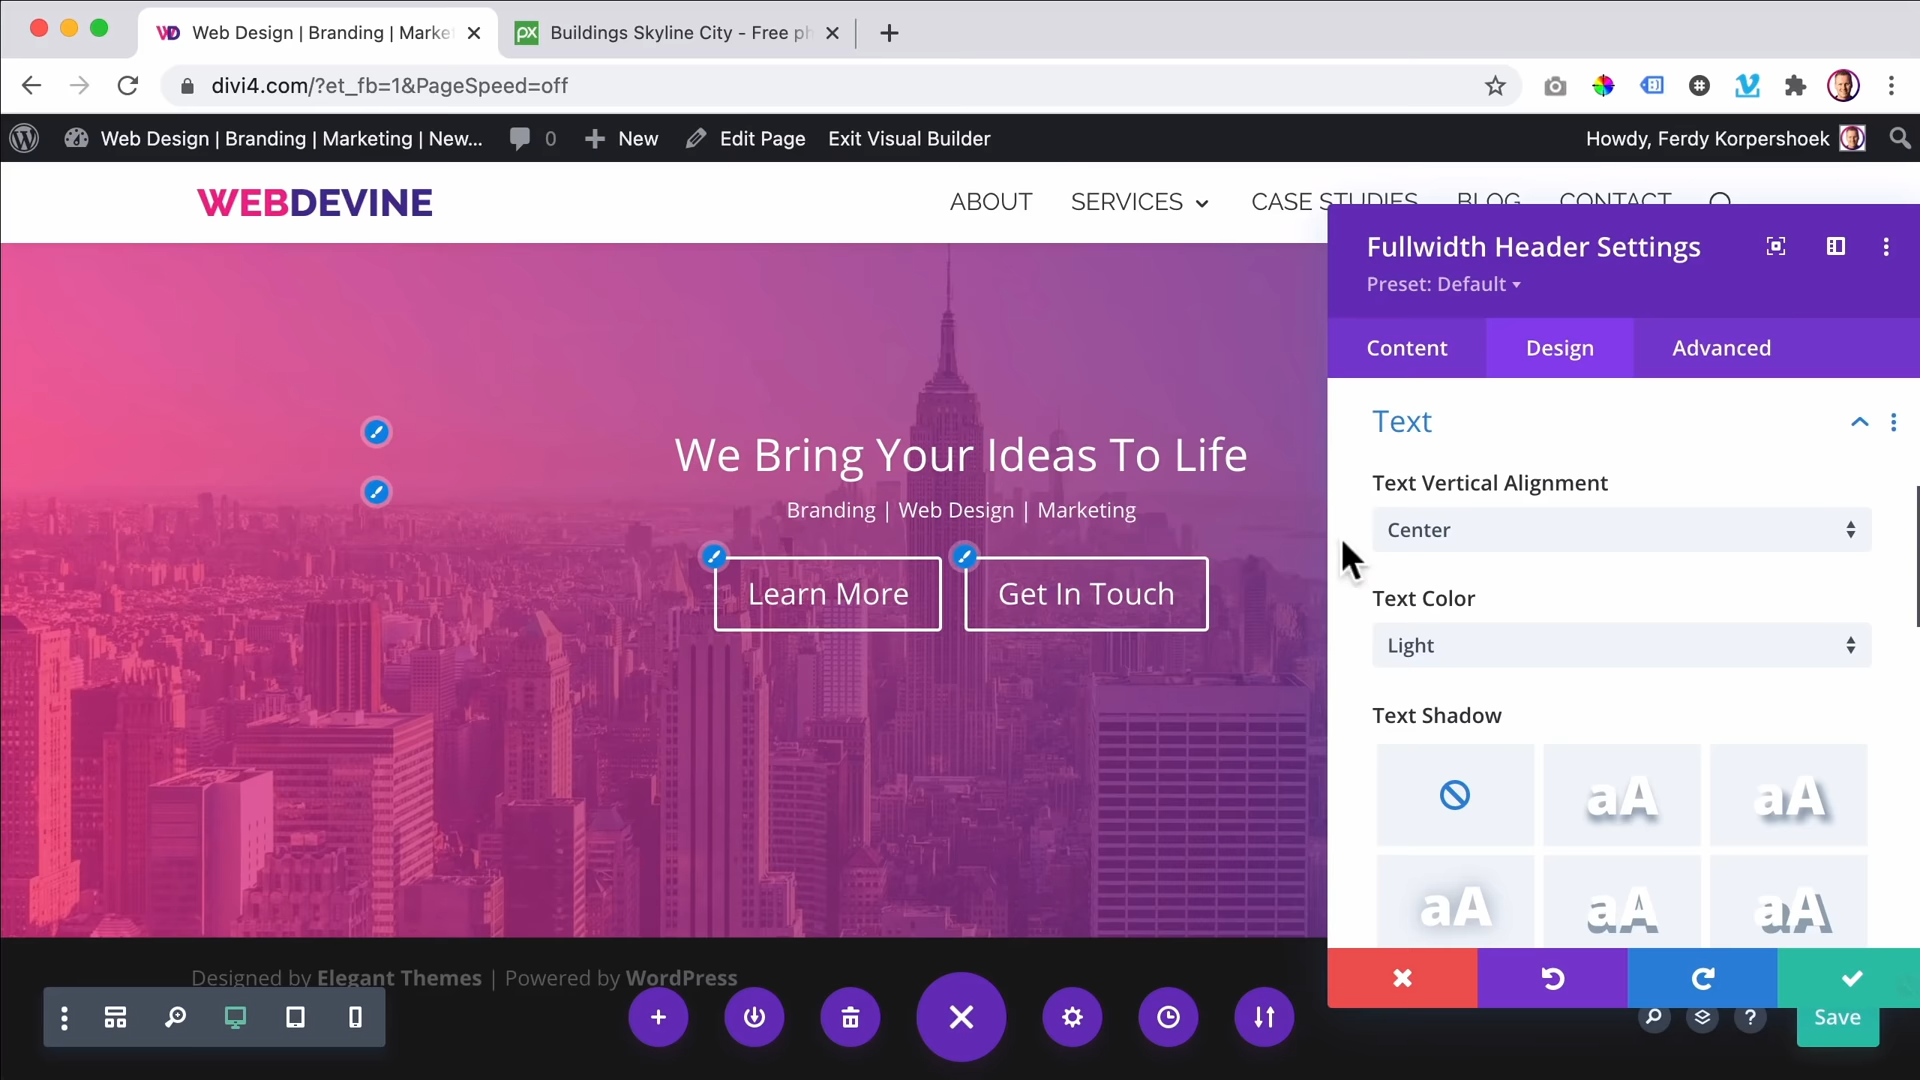 Web Design | Branding | Marke
px
Buildings Skyline City - Free ph
divi4.com/?et_fb=1&PageSpeed=off
Web Design | Branding | Marketing | New...
0
New
Edit Page
Exit Visual Builder
Howdy, Ferdy Korpershoek
WEBDEVINE
ABOUT
SERVICES
CASE STUDIES
BLOG
CONTACT
Fullwidth Header Settings
Preset: Default
Content
Design
Advanced
Text
Text Vertical Alignment
Center
Text Color
Light
Text Shadow
aA
aA
aA
aA
aA
We Bring Your Ideas To Life
Branding | Web Design | Marketing
Learn More
Get In Touch
Designed by Elegant Themes | Powered by WordPress
?
Save